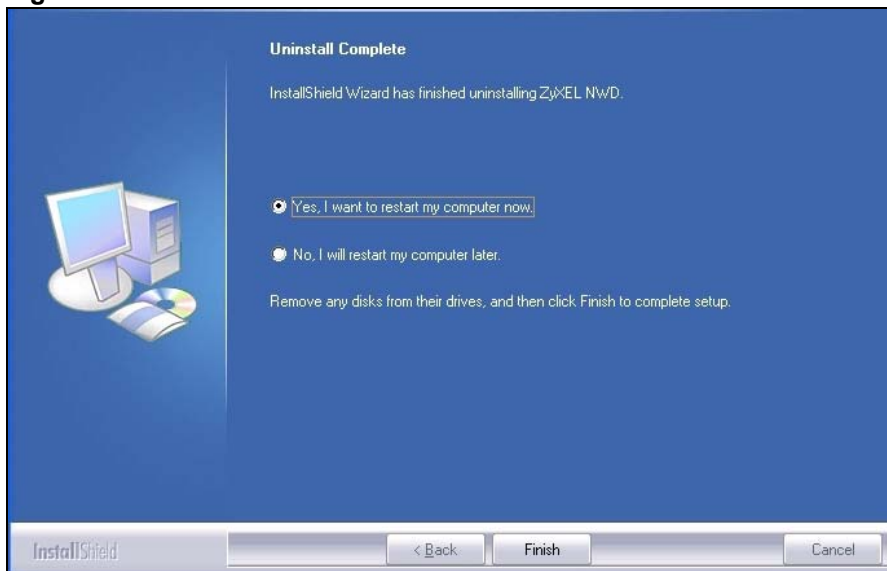 Uninstall Complete
InstallShield Wizard has finished uninstalling ZyXEL NWD.
Yes, I want to restart my computer now.
No, I will restart my computer later.
Remove any disks from their drives, and then click Finish to complete setup.
InstallShield
< Back
Finish
Cancel